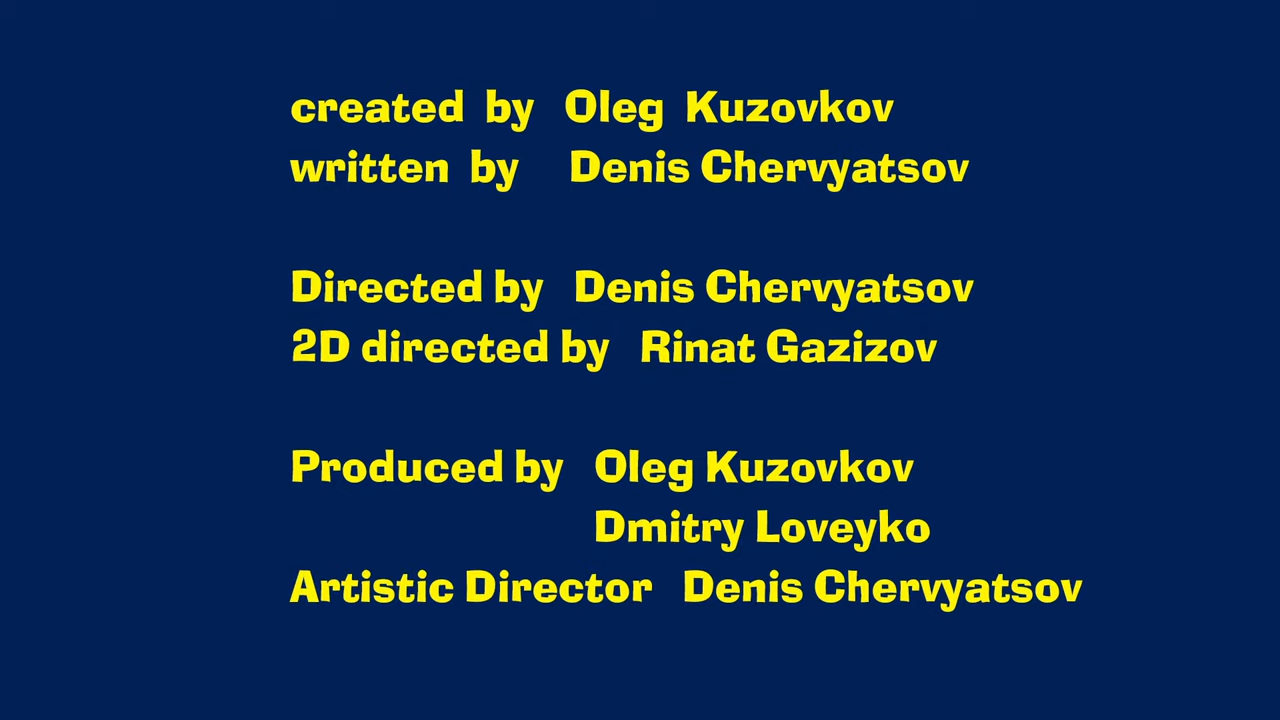 created by Oleg Kuzovkov
written by Denis Chervyatsov
Directed by Denis Chervyatsov
2D directed by Rinat Gazizov
Produced by Oleg Kuzovkov
Dmitry Loveyko
Artistic Director Denis Chervyatsov